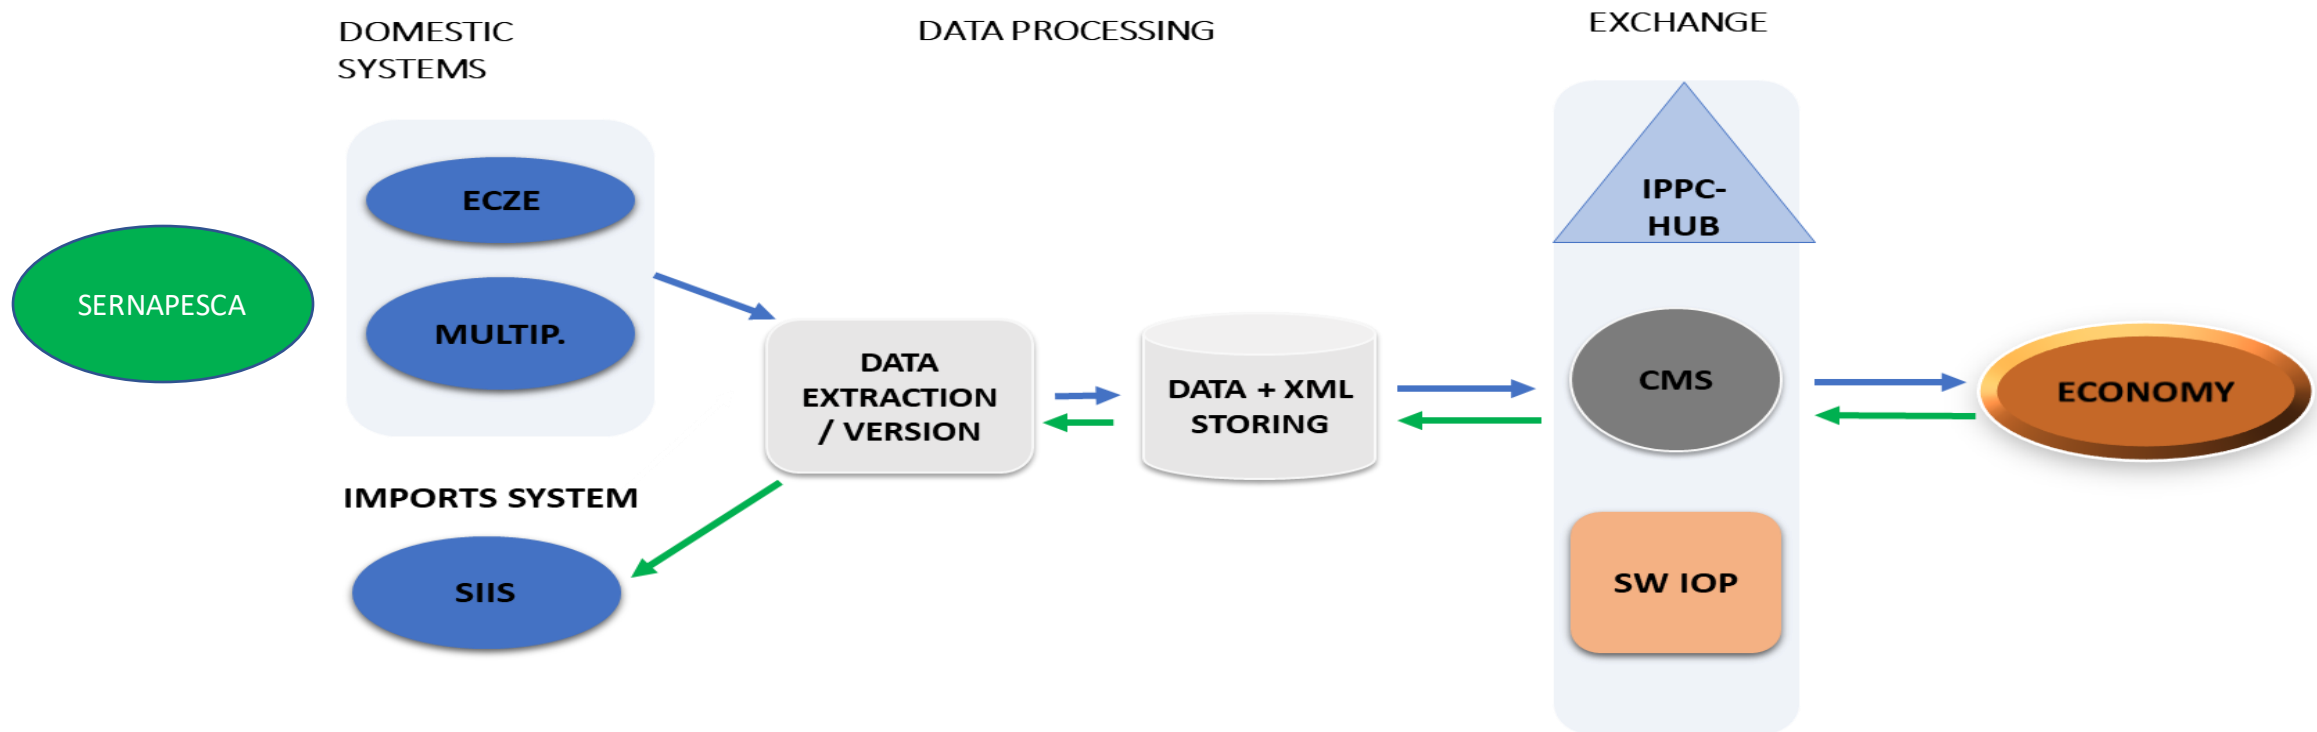 DOMESTIC
SYSTEMS
DATA PROCESSING
EXCHANGE
SERNAPESCA
ECZE
MULTIP.
IMPORTS SYSTEM
SIIS
DATA
EXTRACTION
/ VERSION
DATA + XML
STORING
IPPC-
HUB
CMS
SW IOP
ECONOMY